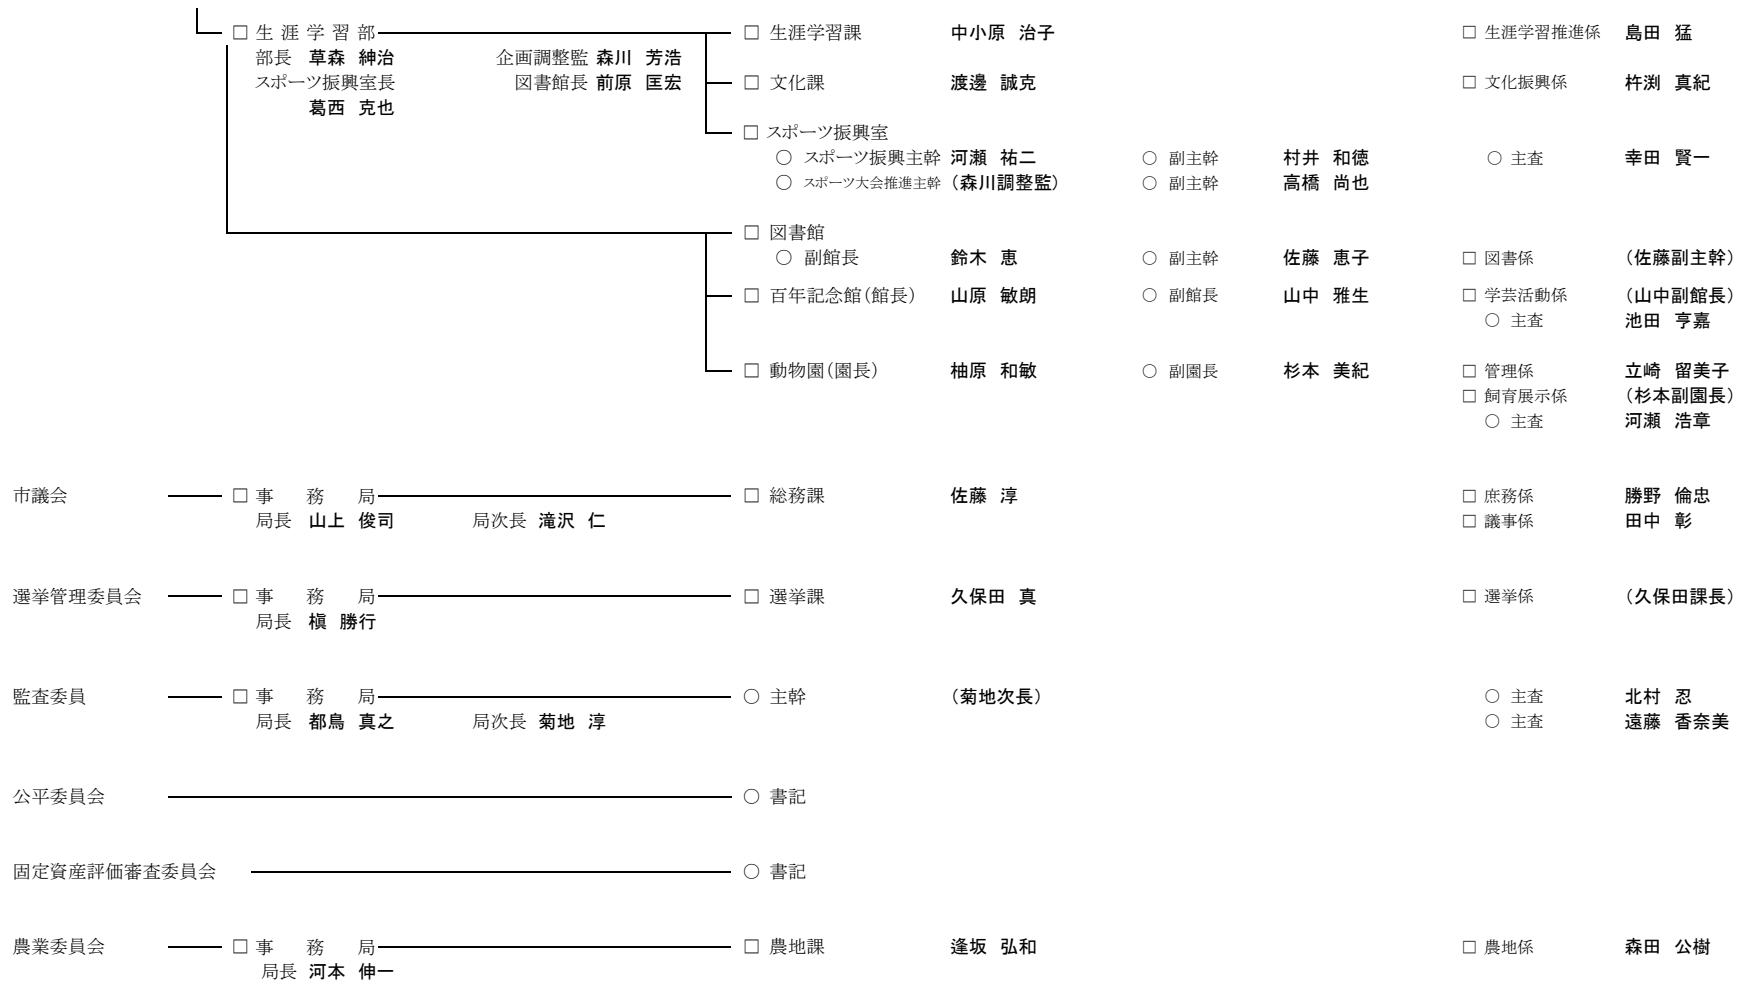 □ 生涯学習部 □ 生涯学習課 中小原 治子 □ 生涯学習推進係 島田 猛
部長 草森 紳治 企画調整監 森川 芳浩
スポーツ振興室長 図書館長 前原 匡宏 □ 文化課 渡邊 誠克 □ 文化振興係 杵渕 真紀
葛西 克也
□ スポーツ振興室
○ スポーツ振興主幹 河瀬 祐二 ○ 副主幹 村井 和徳 ○ 主査 幸田 賢一
○ スポーツ大会推進主幹 (森川調整監) ○ 副主幹 高橋 尚也
□ 図書館
○ 副館長 鈴木 恵 ○ 副主幹 佐藤 恵子 □ 図書係 (佐藤副主幹)
□ 百年記念館(館長) 山原 敏朗 ○ 副館長 山中 雅生 □ 学芸活動係 (山中副館長)
○ 主査 池田 亨嘉
□ 動物園(園長) 柚原 和敏 ○ 副園長 杉本 美紀 □ 管理係 立崎 留美子
□ 飼育展示係 (杉本副園長)
○ 主査 河瀬 浩章
市議会 □ 事務局 □ 総務課 佐藤 淳 □ 庶務係 勝野 倫忠
局長 山上 俊司 局次長 滝沢 仁 □ 議事係 田中 彰
選挙管理委員会 □ 事務局 □ 選挙課 久保田 真 □ 選挙係 (久保田課長)
局長 槇 勝行
監査委員 □ 事務局 ○ 主幹 (菊地次長) ○ 主査 北村 忍
局長 都鳥 真之 局次長 菊地 淳 ○ 主査 遠藤 香奈美
公平委員会 ○ 書記
固定資産評価審査委員会 ○ 書記
農業委員会 □ 事務局 □ 農地課 逢坂 弘和 □ 農地係 森田 公樹
局長 河本 伸一